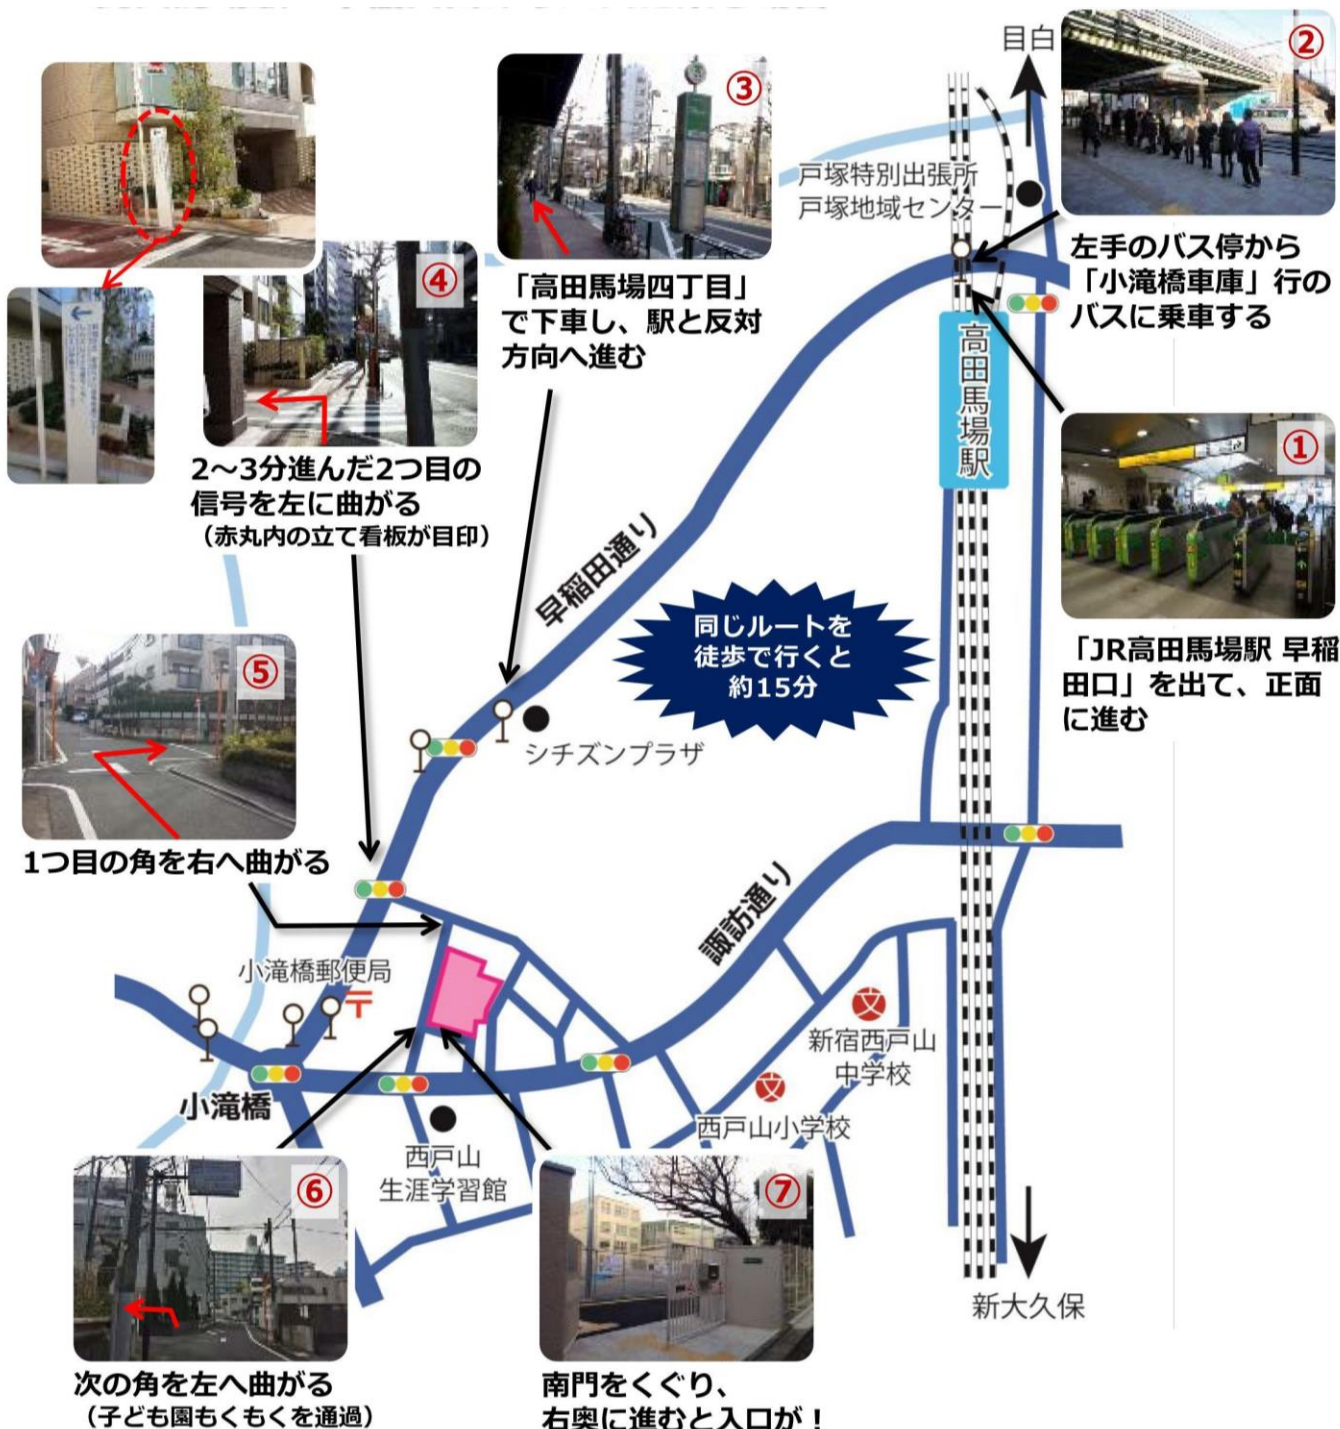 ①
「JR高田馬場駅 早稲
田口」を出て、正面
に進む
②
左手のバス停から
「小滝橋車庫」行の
バスに乗車する
③
「高田馬場四丁目」
で下車し、駅と反対
方向へ進む
④
2～3分進んだ2つ目の
信号を左に曲がる
（赤丸内の立て看板が目印）
⑤
1つ目の角を右へ曲がる
⑥
次の角を左へ曲がる
（子ども園もくもくを通過）
⑦
南門をくぐり、
右奥に進むと入口が！
同じルートを
徒歩で行くと
約15分
目白
戸塚特別出張所
戸塚地域センター
高田馬場駅
早稲田通り
シチズンプラザ
諏訪通り
小滝橋郵便局
〒
小滝橋
西戸山
生涯学習館
文
新宿西戸山
中学校
文
西戸山小学校
新大久保